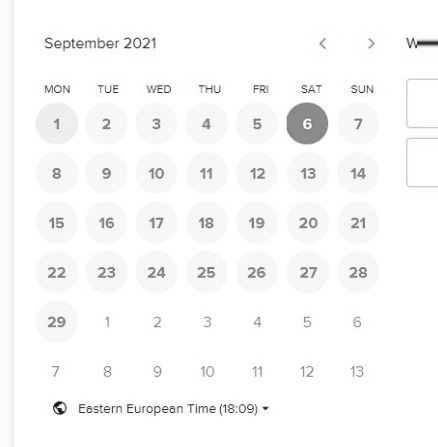 September 2021
MON TUE WED THU FRI SAT SUN
1 2 3 4 5 6 7
8 9 10 11 12 13 14
15 16 17 18 19 20 21
22 23 24 25 26 27 28
29 1 2 3 4 5 6
7 8 9 10 11 12 13
Eastern European Time (18:09)